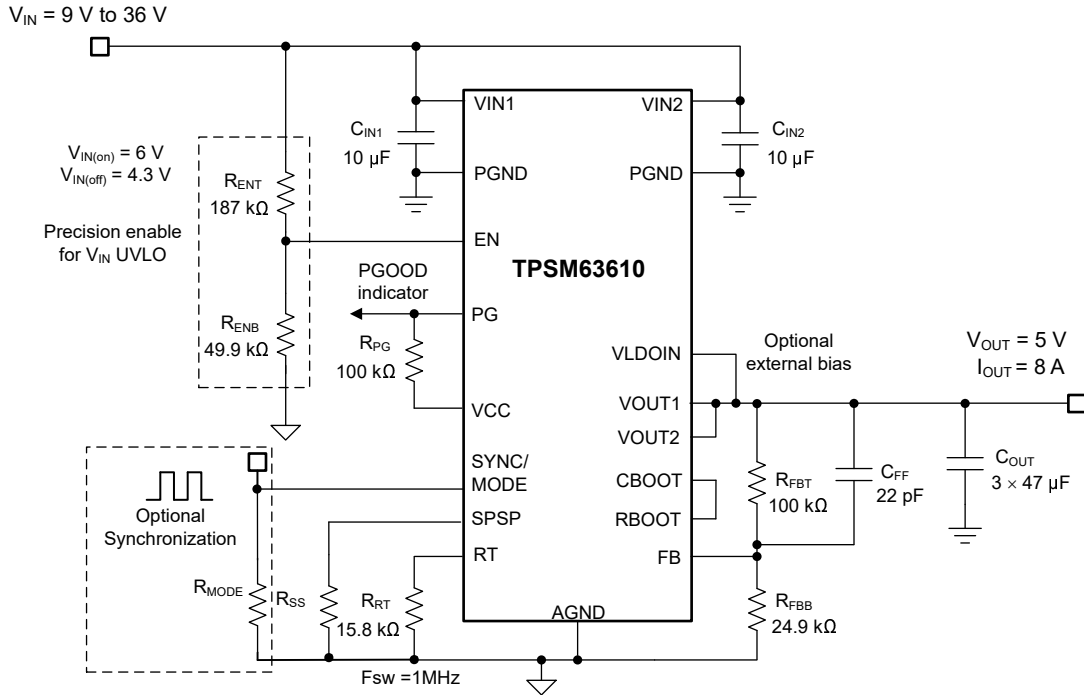 V_IN = 9 V to 36 V
VIN1
VIN2
C_IN1
10 µF
C_IN2
10 µF
PGND
PGND
V_IN(on) = 6 V
V_IN(off) = 4.3 V
R_ENT
187 kΩ
Precision enable
for V_IN UVLO
EN
TPSM63610
PGOOD
indicator
PG
R_ENB
49.9 kΩ
R_PG
100 kΩ
VLDOIN
Optional
external bias
V_OUT = 5 V
I_OUT = 8 A
VCC
VOUT1
VOUT2
SYNC/
MODE
CBOOT
RBOOT
R_FBT
100 kΩ
C_FF
22 pF
C_OUT
3 × 47 µF
Optional
Synchronization
SPSP
RT
FB
R_MODE
R_SS
R_RT
15.8 kΩ
AGND
R_FBB
24.9 kΩ
Fsw =1MHz